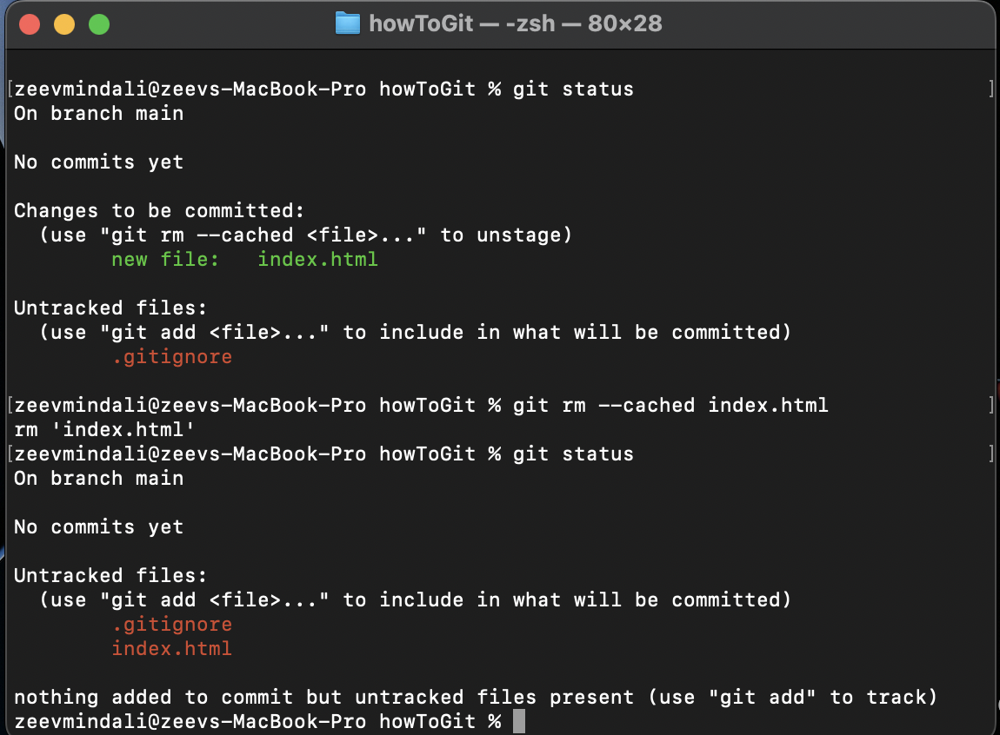 howToGit — -zsh — 80×28
[zeevmindali@zeevs-MacBook-Pro howToGit % git status ]
On branch main
No commits yet
Changes to be committed:
(use "git rm --cached <file>..." to unstage)
new file: index.html
Untracked files:
(use "git add <file>..." to include in what will be committed)
.gitignore
[zeevmindali@zeevs-MacBook-Pro howToGit % git rm --cached index.html ]
rm 'index.html'
[zeevmindali@zeevs-MacBook-Pro howToGit % git status ]
On branch main
No commits yet
Untracked files:
(use "git add <file>..." to include in what will be committed)
.gitignore
index.html
nothing added to commit but untracked files present (use "git add" to track)
zeevmindali@zeevs-MacBook-Pro howToGit %